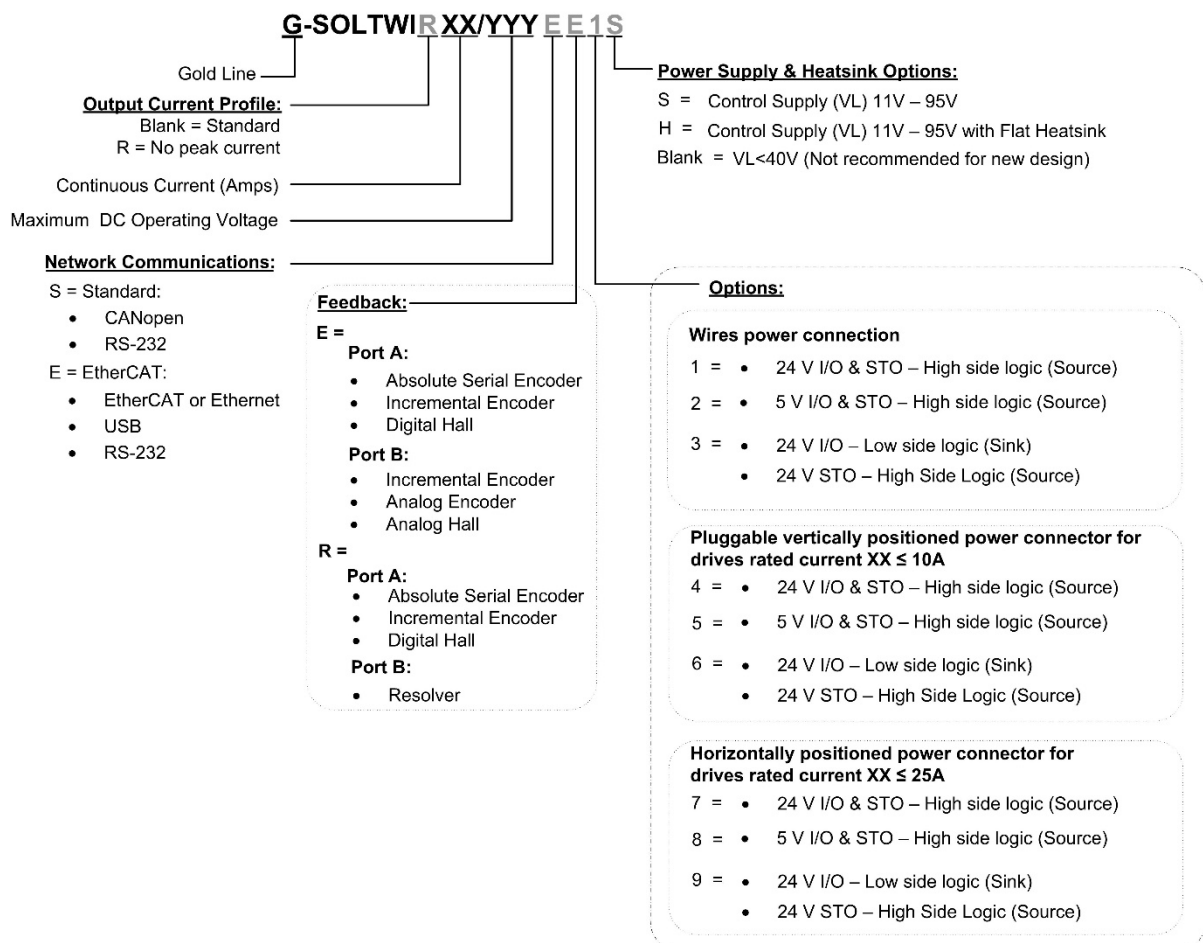 G-SOLTWIR XX/YYY E E 1 S
Gold Line
Output Current Profile:
Blank = Standard
R = No peak current
Continuous Current (Amps)
Maximum DC Operating Voltage
Network Communications:
S = Standard:
• CANopen
• RS-232
E = EtherCAT:
• EtherCAT or Ethernet
• USB
• RS-232
Feedback:
E =
Port A:
• Absolute Serial Encoder
• Incremental Encoder
• Digital Hall
Port B:
• Incremental Encoder
• Analog Encoder
• Analog Hall
R =
Port A:
• Absolute Serial Encoder
• Incremental Encoder
• Digital Hall
Port B:
• Resolver
Power Supply & Heatsink Options:
S = Control Supply (VL) 11V – 95V
H = Control Supply (VL) 11V – 95V with Flat Heatsink
Blank = VL<40V (Not recommended for new design)
Options:
Wires power connection
1 = • 24 V I/O & STO – High side logic (Source)
2 = • 5 V I/O & STO – High side logic (Source)
3 = • 24 V I/O – Low side logic (Sink)
• 24 V STO – High Side Logic (Source)
Pluggable vertically positioned power connector for
drives rated current XX ≤ 10A
4 = • 24 V I/O & STO – High side logic (Source)
5 = • 5 V I/O & STO – High side logic (Source)
6 = • 24 V I/O – Low side logic (Sink)
• 24 V STO – High Side Logic (Source)
Horizontally positioned power connector for
drives rated current XX ≤ 25A
7 = • 24 V I/O & STO – High side logic (Source)
8 = • 5 V I/O & STO – High side logic (Source)
9 = • 24 V I/O – Low side logic (Sink)
• 24 V STO – High Side Logic (Source)